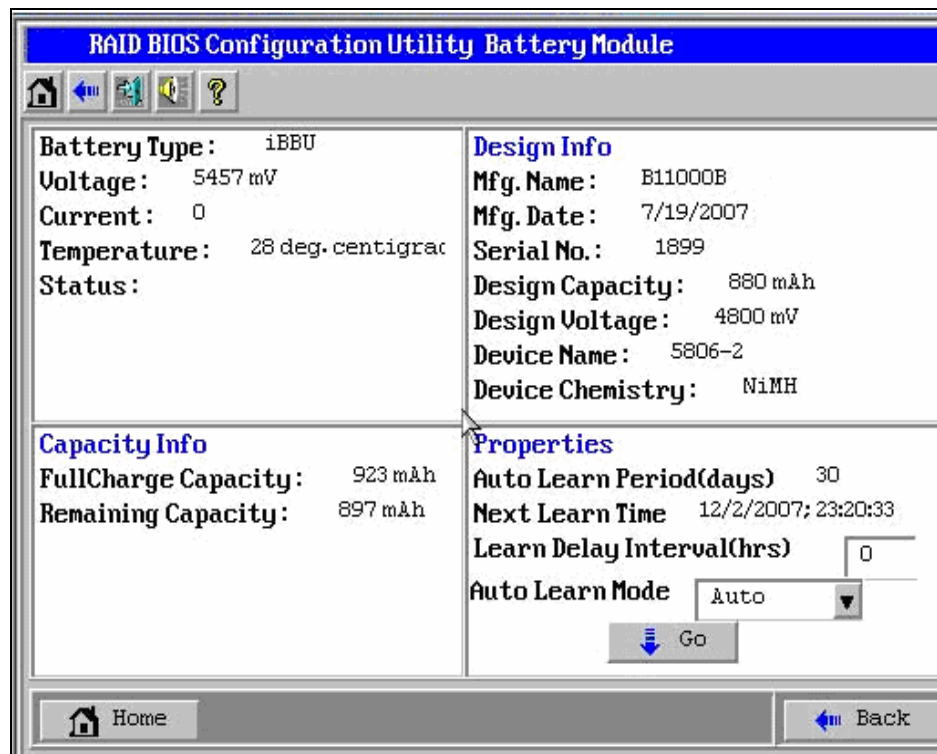 RAID BIOS Configuration Utility Battery Module
?
Battery Type: iBBU
Voltage: 5457 mV
Current: 0
Temperature: 28 deg. centigrac
Status:
Design Info
Mfg. Name: B11000B
Mfg. Date: 7/19/2007
Serial No.: 1899
Design Capacity: 880 mAh
Design Voltage: 4800 mV
Device Name: 5806-2
Device Chemistry: NiMH
Capacity Info
FullCharge Capacity: 923 mAh
Remaining Capacity: 897 mAh
Properties
Auto Learn Period(days) 30
Next Learn Time 12/2/2007; 23:20:33
Learn Delay Interval(hrs) 0
Auto Learn Mode Auto
Go
Home
Back